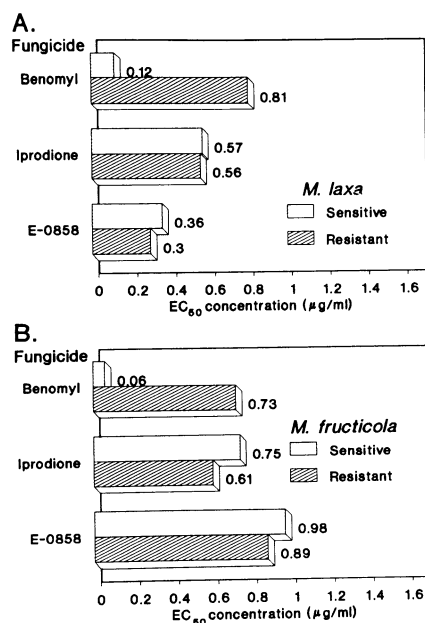 A.
Fungicide
Benomyl
0.12
0.81
Iprodione
0.57
0.56
M. laxa
Sensitive
Resistant
E-0858
0.36
0.3
0 0.2 0.4 0.6 0.8 1 1.2 1.4 1.6
EC50 concentration (µg/ml)
B.
Fungicide
Benomyl
0.06
0.73
Iprodione
0.75
0.61
M. fructicola
Sensitive
Resistant
E-0858
0.98
0.89
0 0.2 0.4 0.6 0.8 1 1.2 1.4 1.6
EC50 concentration (µg/ml)